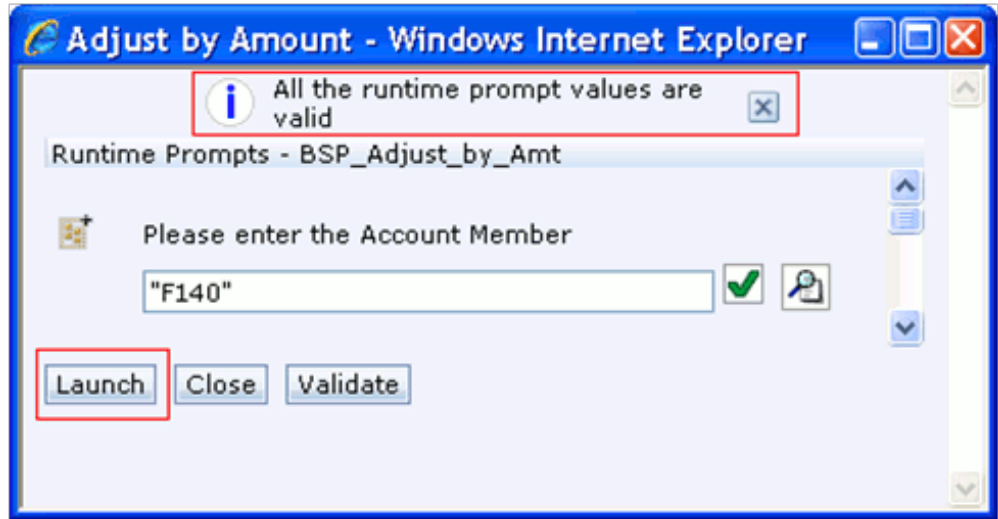 Adjust by Amount - Windows Internet Explorer
All the runtime prompt values are
valid
Runtime Prompts - BSP_Adjust_by_Amt
Please enter the Account Member
"F140"
Launch Close Validate